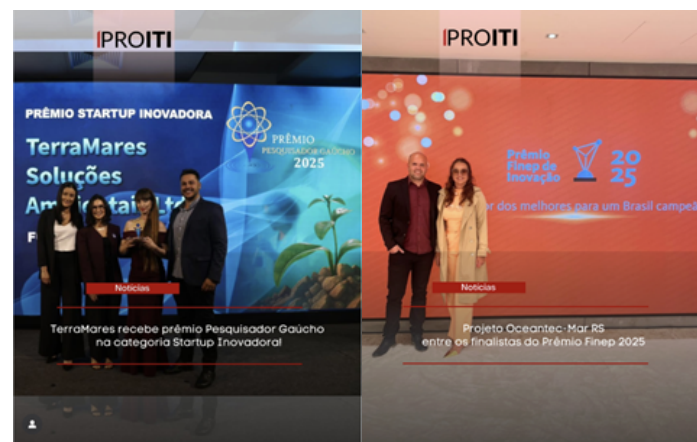 PROITI
PRÊMIO STARTUP INOVADORA
TerraMares
Soluções
Ambientais Ltd
PRÊMIO
PESQUISADOR GAÚCHO
2025
Notícias
TerraMares recebe prêmio Pesquisador Gaúcho
na categoria Startup Inovadora!
PROITI
Prêmio
Finep de
Inovação
20
25
dos melhores para um Brasil campeã
Notícias
Projeto Oceantec-Mar RS
entre os finalistas do Prêmio Finep 2025